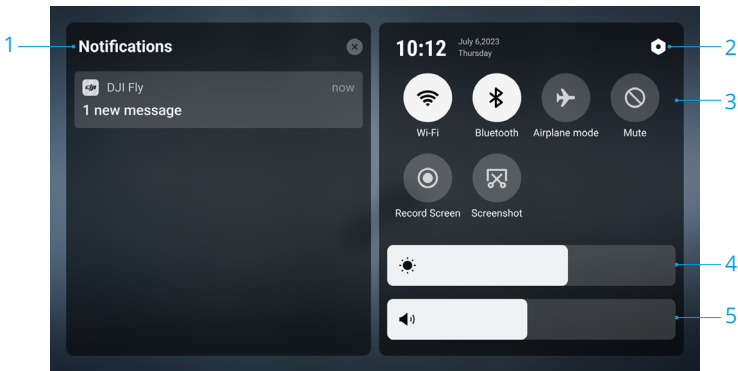 1
Notifications
dji DJI Fly now
1 new message
10:12 July 6,2023
Thursday
2
3
Wi-Fi Bluetooth Airplane mode Mute
Record Screen Screenshot
4
5